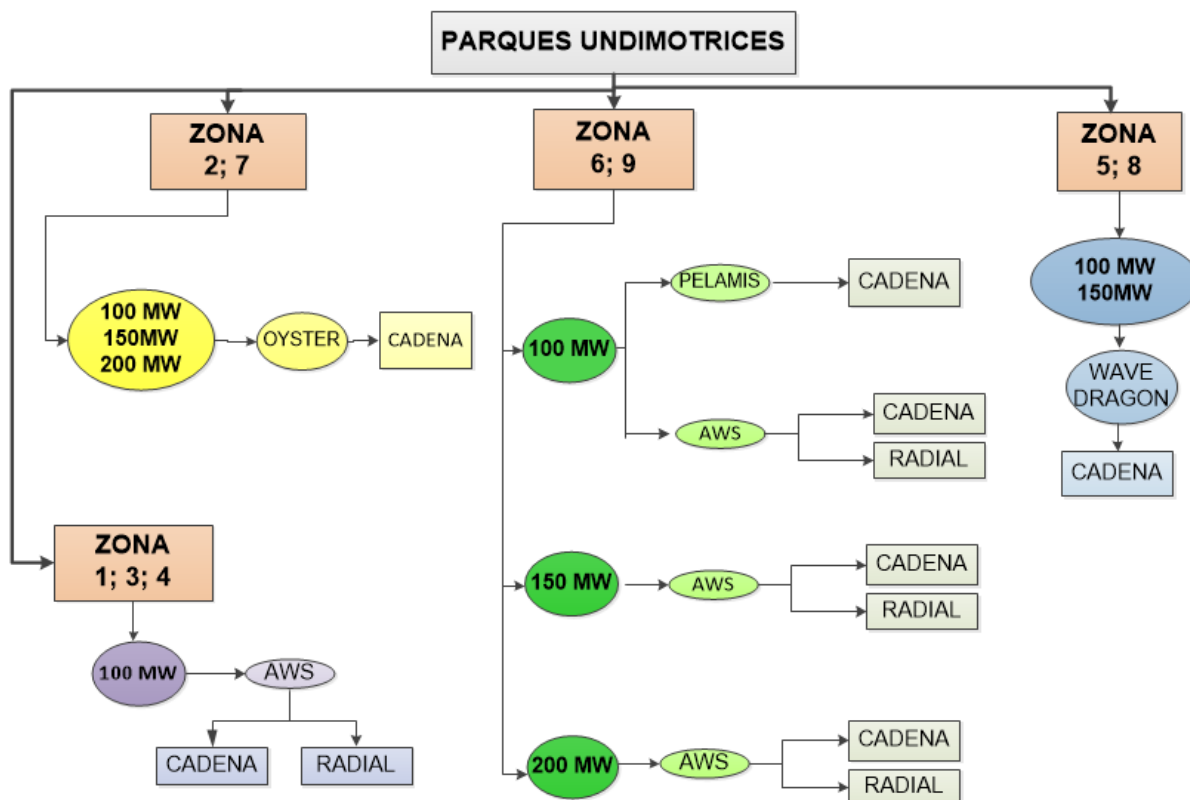 PARQUES UNDIMOTRICES
ZONA
2; 7
100 MW
150MW
200 MW
OYSTER
CADENA
ZONA
1; 3; 4
100 MW
AWS
CADENA
RADIAL
ZONA
6; 9
100 MW
PELAMIS
CADENA
AWS
CADENA
RADIAL
150 MW
AWS
CADENA
RADIAL
200 MW
AWS
CADENA
RADIAL
ZONA
5; 8
100 MW
150MW
WAVE
DRAGON
CADENA